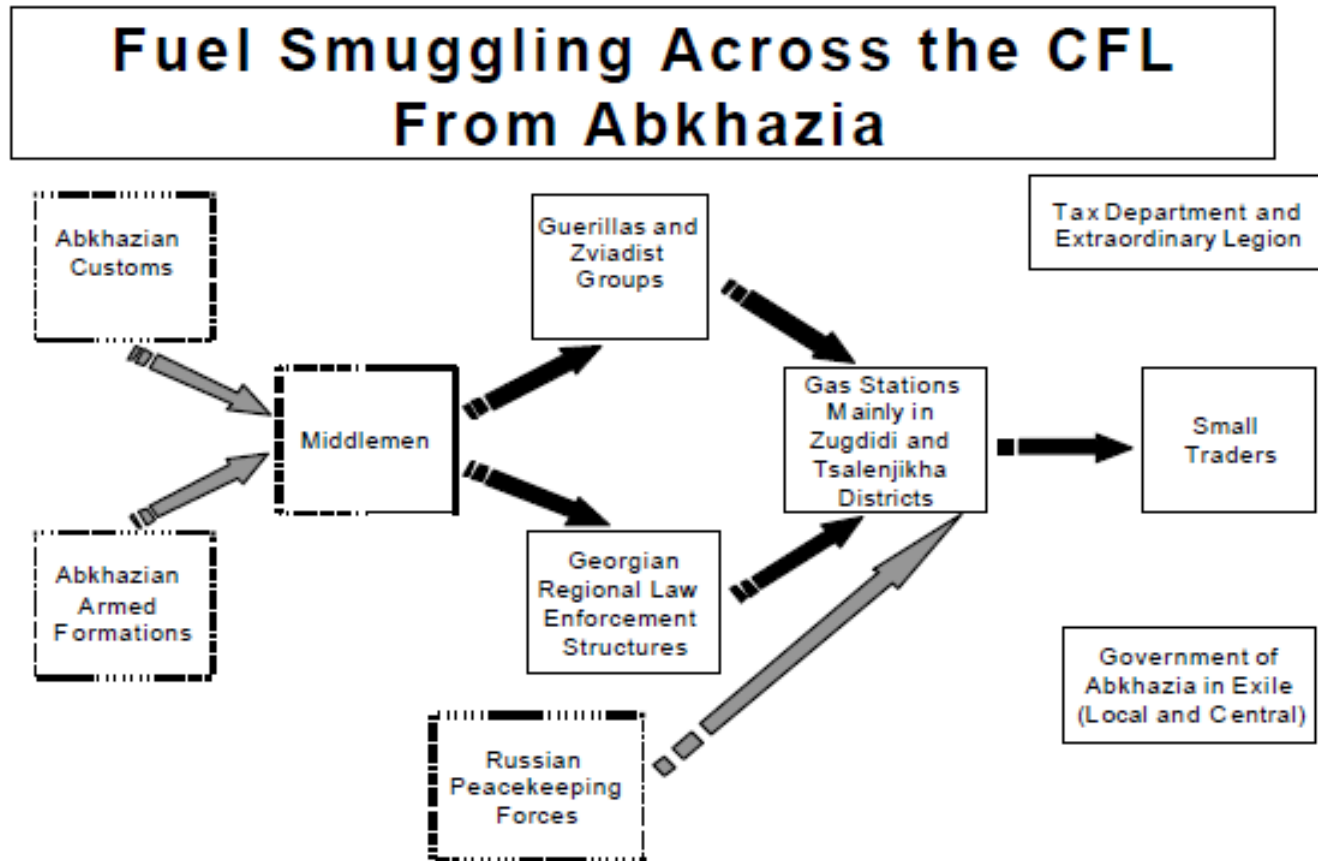 Fuel Smuggling Across the CFL
From Abkhazia
Abkhazian
Customs
Guerillas and
Zviadist
Groups
Tax Department and
Extraordinary Legion
Middlemen
Gas Stations
Mainly in
Zugdidi and
Tsalenjikha
Districts
Small
Traders
Abkhazian
Armed
Formations
Georgian
Regional Law
Enforcement
Structures
Government of
Abkhazia in Exile
(Local and Central)
Russian
Peacekeeping
Forces